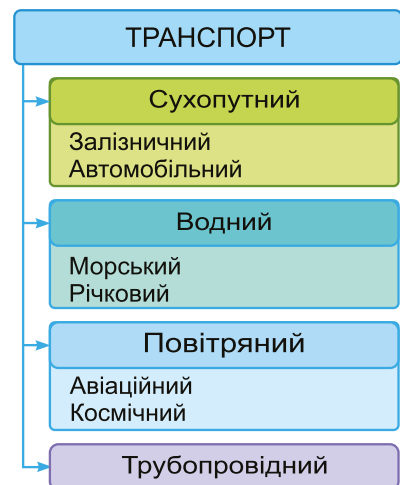 ТРАНСПОРТ
Сухопутний
Залізничний
Автомобільний
Водний
Морський
Річковий
Повітряний
Авіаційний
Космічний
Трубопровідний